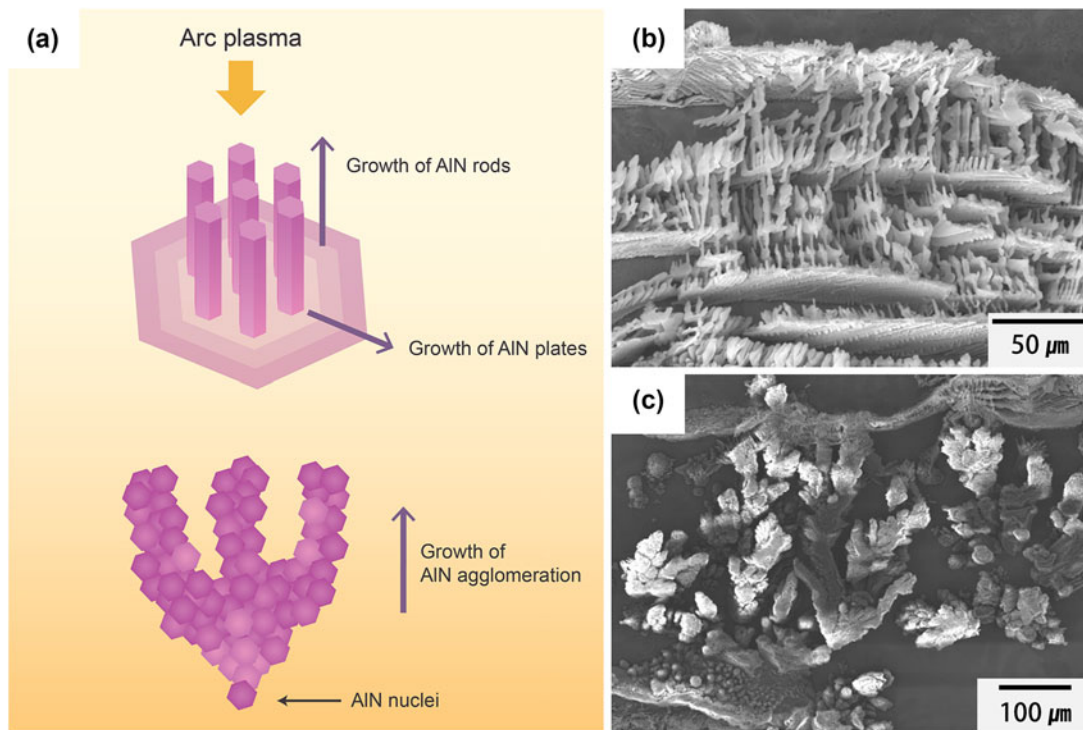 (a)
Arc plasma
Growth of AlN rods
Growth of AlN plates
Growth of
AlN agglomeration
AlN nuclei
(b)
50 ㎛
(c)
100 ㎛